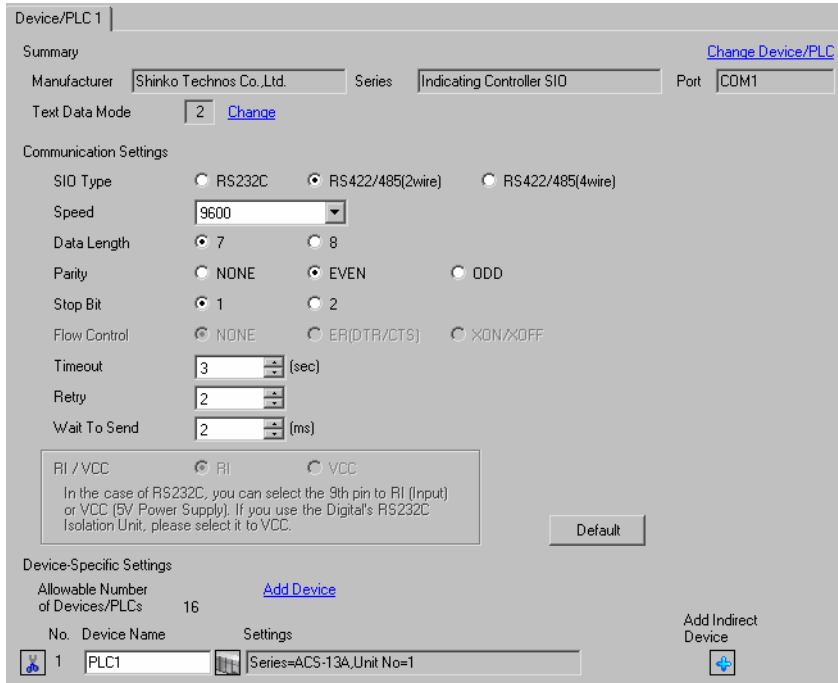 Device/PLC 1
Summary Change Device/PLC
Manufacturer Shinko Technos Co.,Ltd. Series Indicating Controller SIO Port COM1
Text Data Mode 2 Change
Communication Settings
SIO Type RS232C RS422/485(2wire) RS422/485(4wire)
Speed 9600
Data Length 7 8
Parity NONE EVEN ODD
Stop Bit 1 2
Flow Control NONE ER(DTR/CTS) XON/XOFF
Timeout 3 (sec)
Retry 2
Wait To Send 2 (ms)
RI / VCC RI VCC
In the case of RS232C, you can select the 9th pin to RI (Input)
or VCC (5V Power Supply). If you use the Digital's RS232C
Isolation Unit, please select it to VCC.
Default
Device-Specific Settings
Allowable Number
of Devices/PLCs 16 Add Device
Add Indirect
Device
No. Device Name Settings
1 PLC1 Series=ACS-13A,Unit No=1